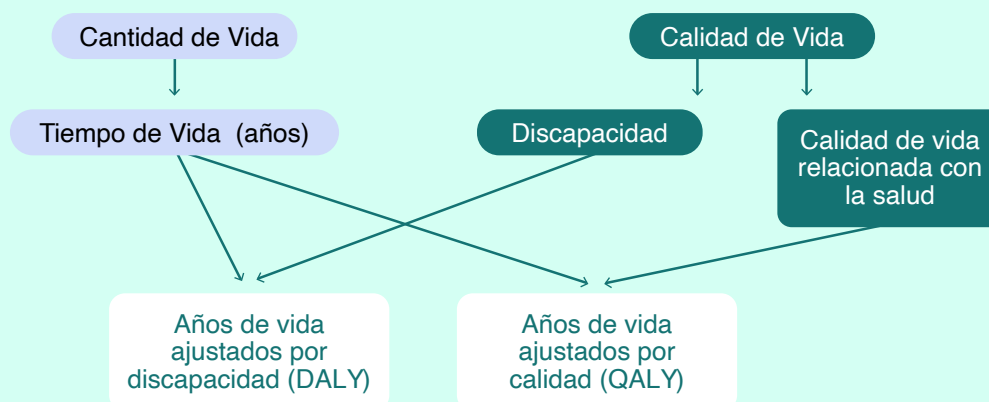 Cantidad de Vida
Calidad de Vida
Tiempo de Vida (años)
Discapacidad
Calidad de vida
relacionada con
la salud
Años de vida
ajustados por
discapacidad (DALY)
Años de vida
ajustados por
calidad (QALY)